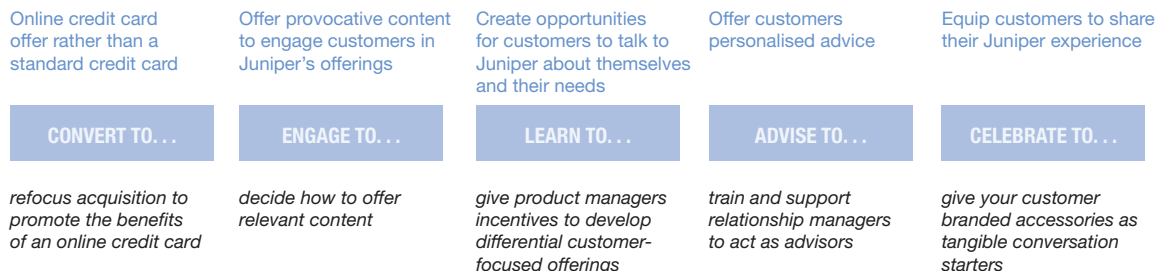 Online credit card
offer rather than a
standard credit card
Offer provocative content
to engage customers in
Juniper's offerings
Create opportunities
for customers to talk to
Juniper about themselves
and their needs
Offer customers
personalised advice
Equip customers to share
their Juniper experience
CONVERT TO. . .
ENGAGE TO. . .
LEARN TO. . .
ADVISE TO. . .
CELEBRATE TO. . .
refocus acquisition to
promote the benefits
of an online credit card
decide how to offer
relevant content
give product managers
incentives to develop
differential customer-
focused offerings
train and support
relationship managers
to act as advisors
give your customer
branded accessories as
tangible conversation
starters